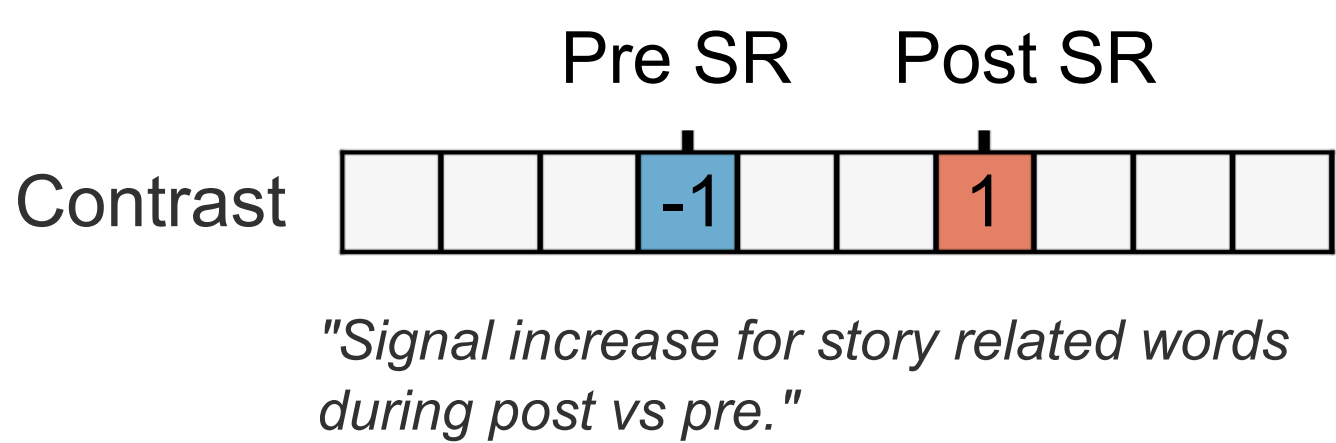 Pre SR Post SR
Contrast -1 1
"Signal increase for story related words
during post vs pre."